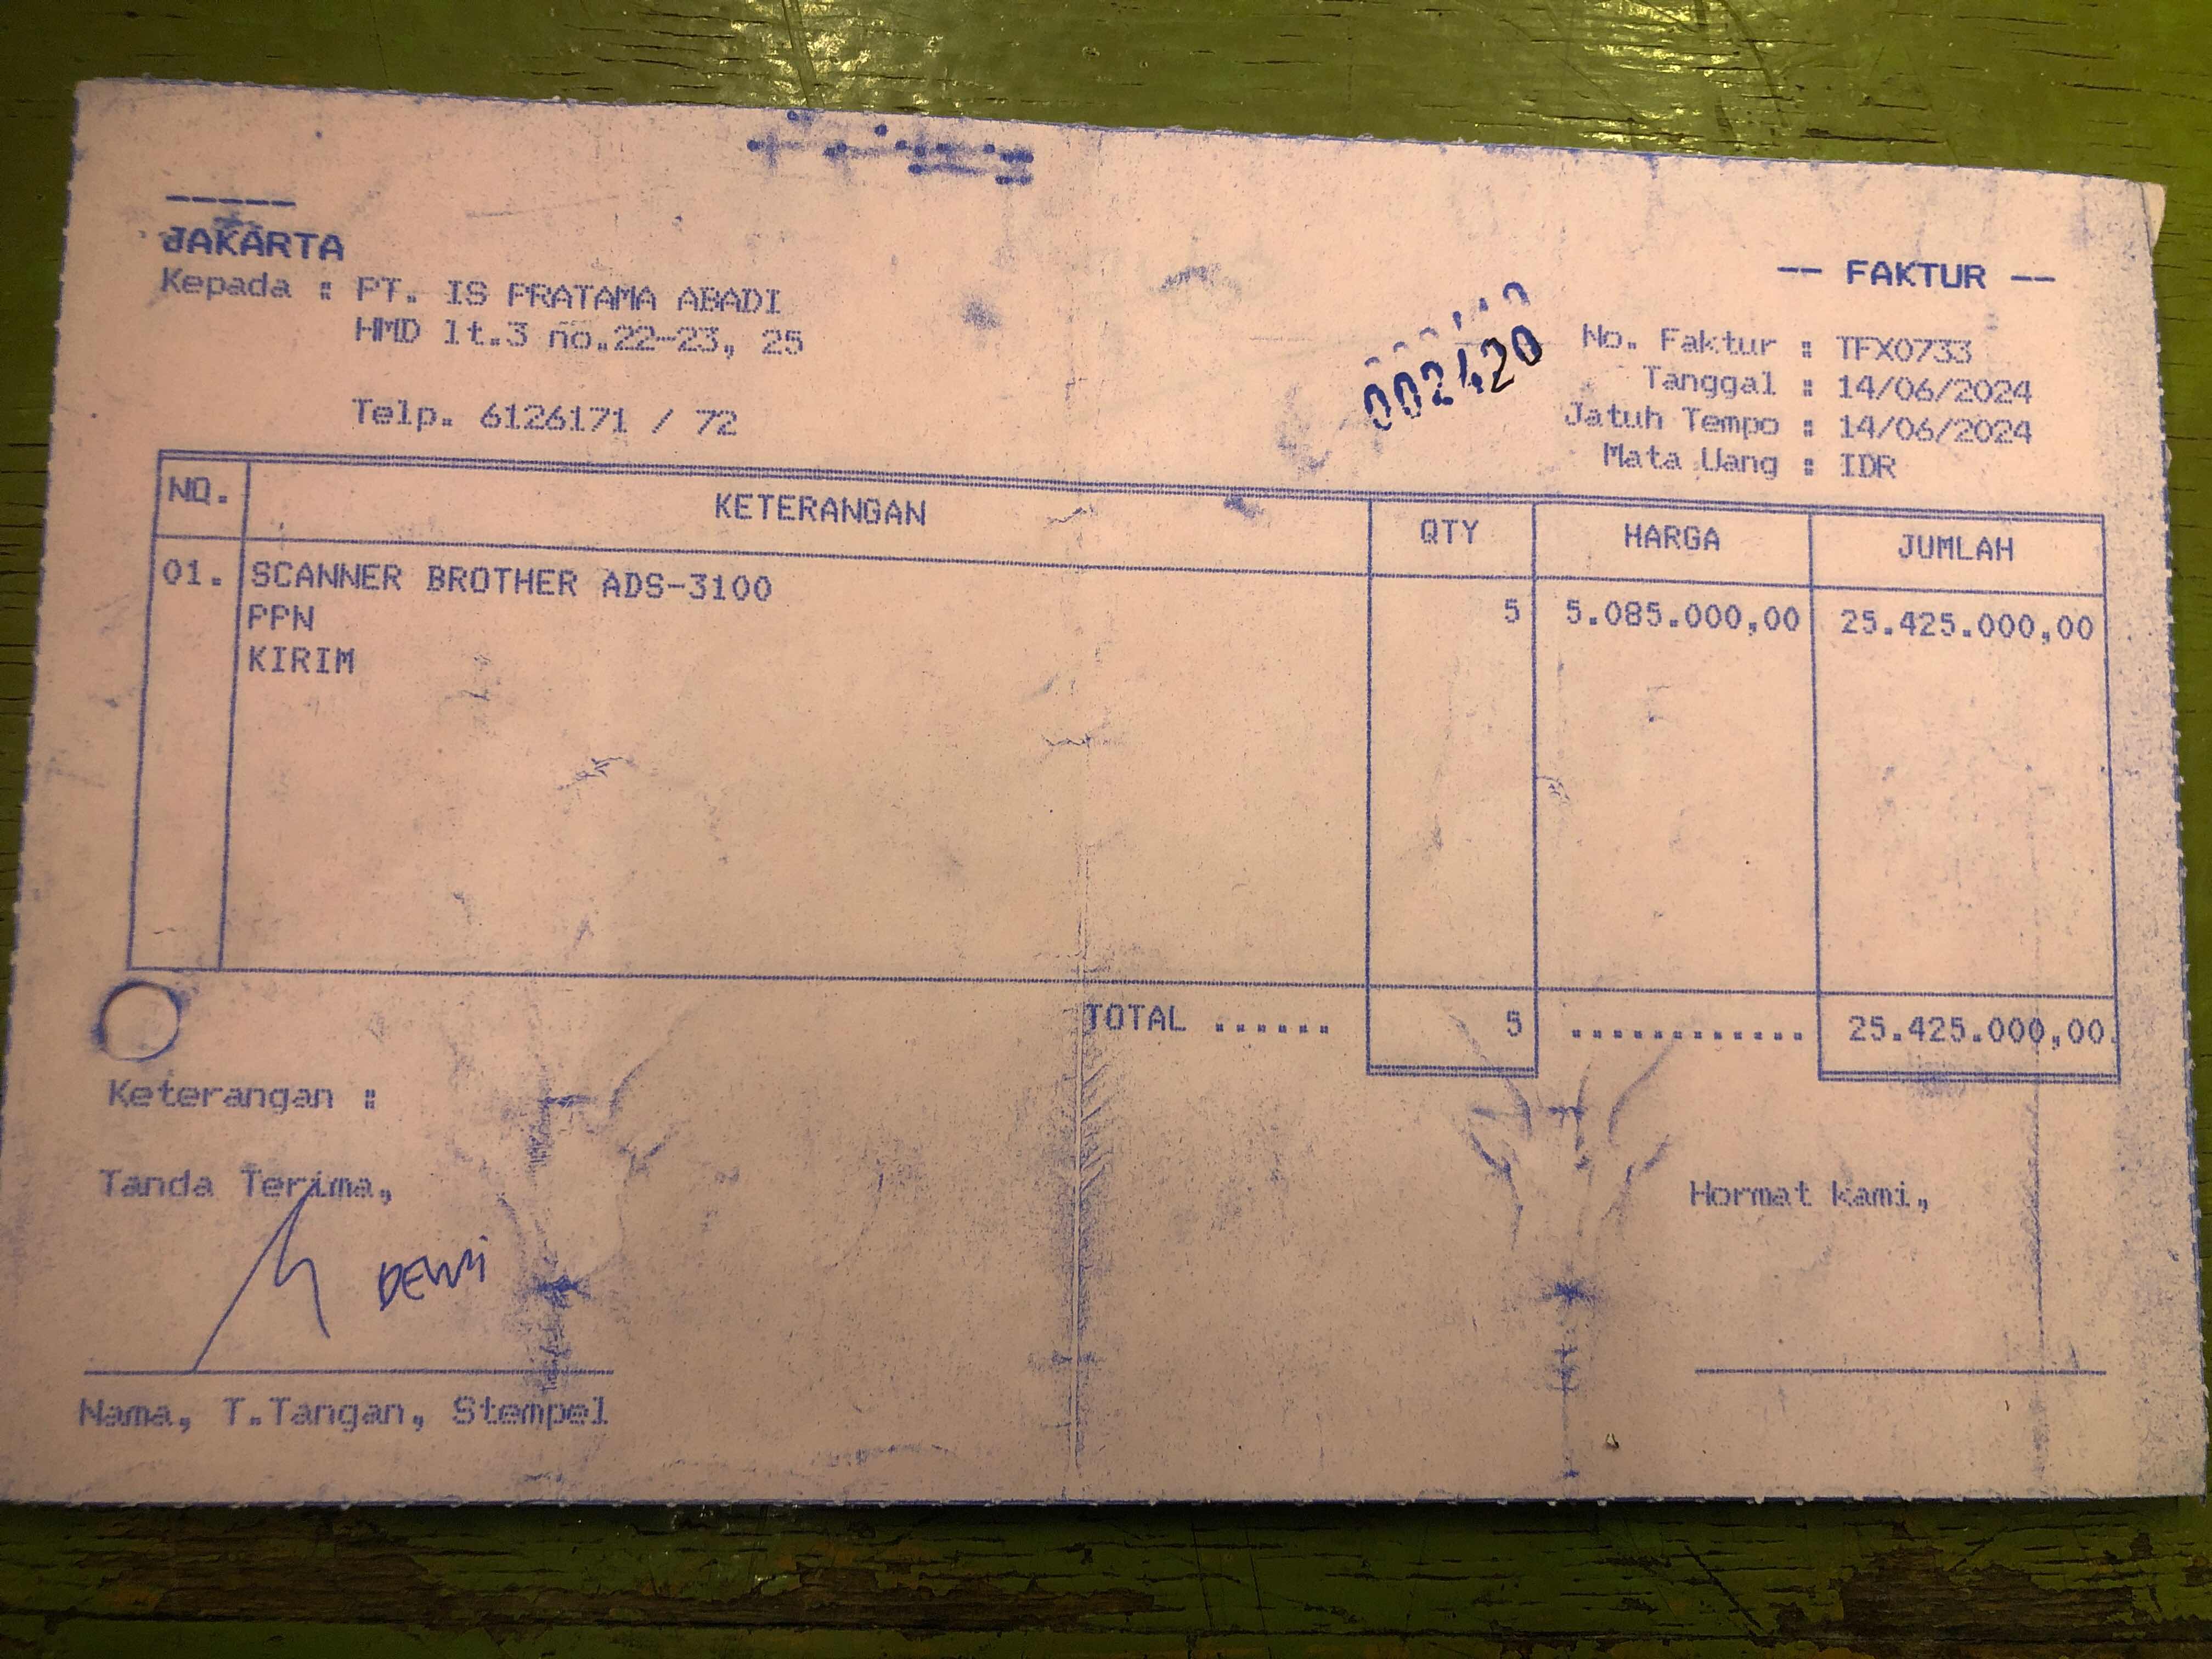 JAKARTA
-- FAKTUR --
Kepada : PT. IS PRATAMA ABADI
HMD lt.3 no.22-23, 25
Telp. 6126171 / 72
002420
No. Faktur : TFX0733
Tanggal : 14/06/2024
Jatuh Tempo : 14/06/2024
Mata Uang : IDR
NO. KETERANGAN QTY HARGA JUMLAH
01. SCANNER BROTHER ADS-3100 5 5.085.000,00 25.425.000,00
PPN
KIRIM
TOTAL ...... 5 ............. 25.425.000,00
Keterangan :
Tanda Terima, Hormat kami,
DEWI
Nama, T.Tangan, Stempel